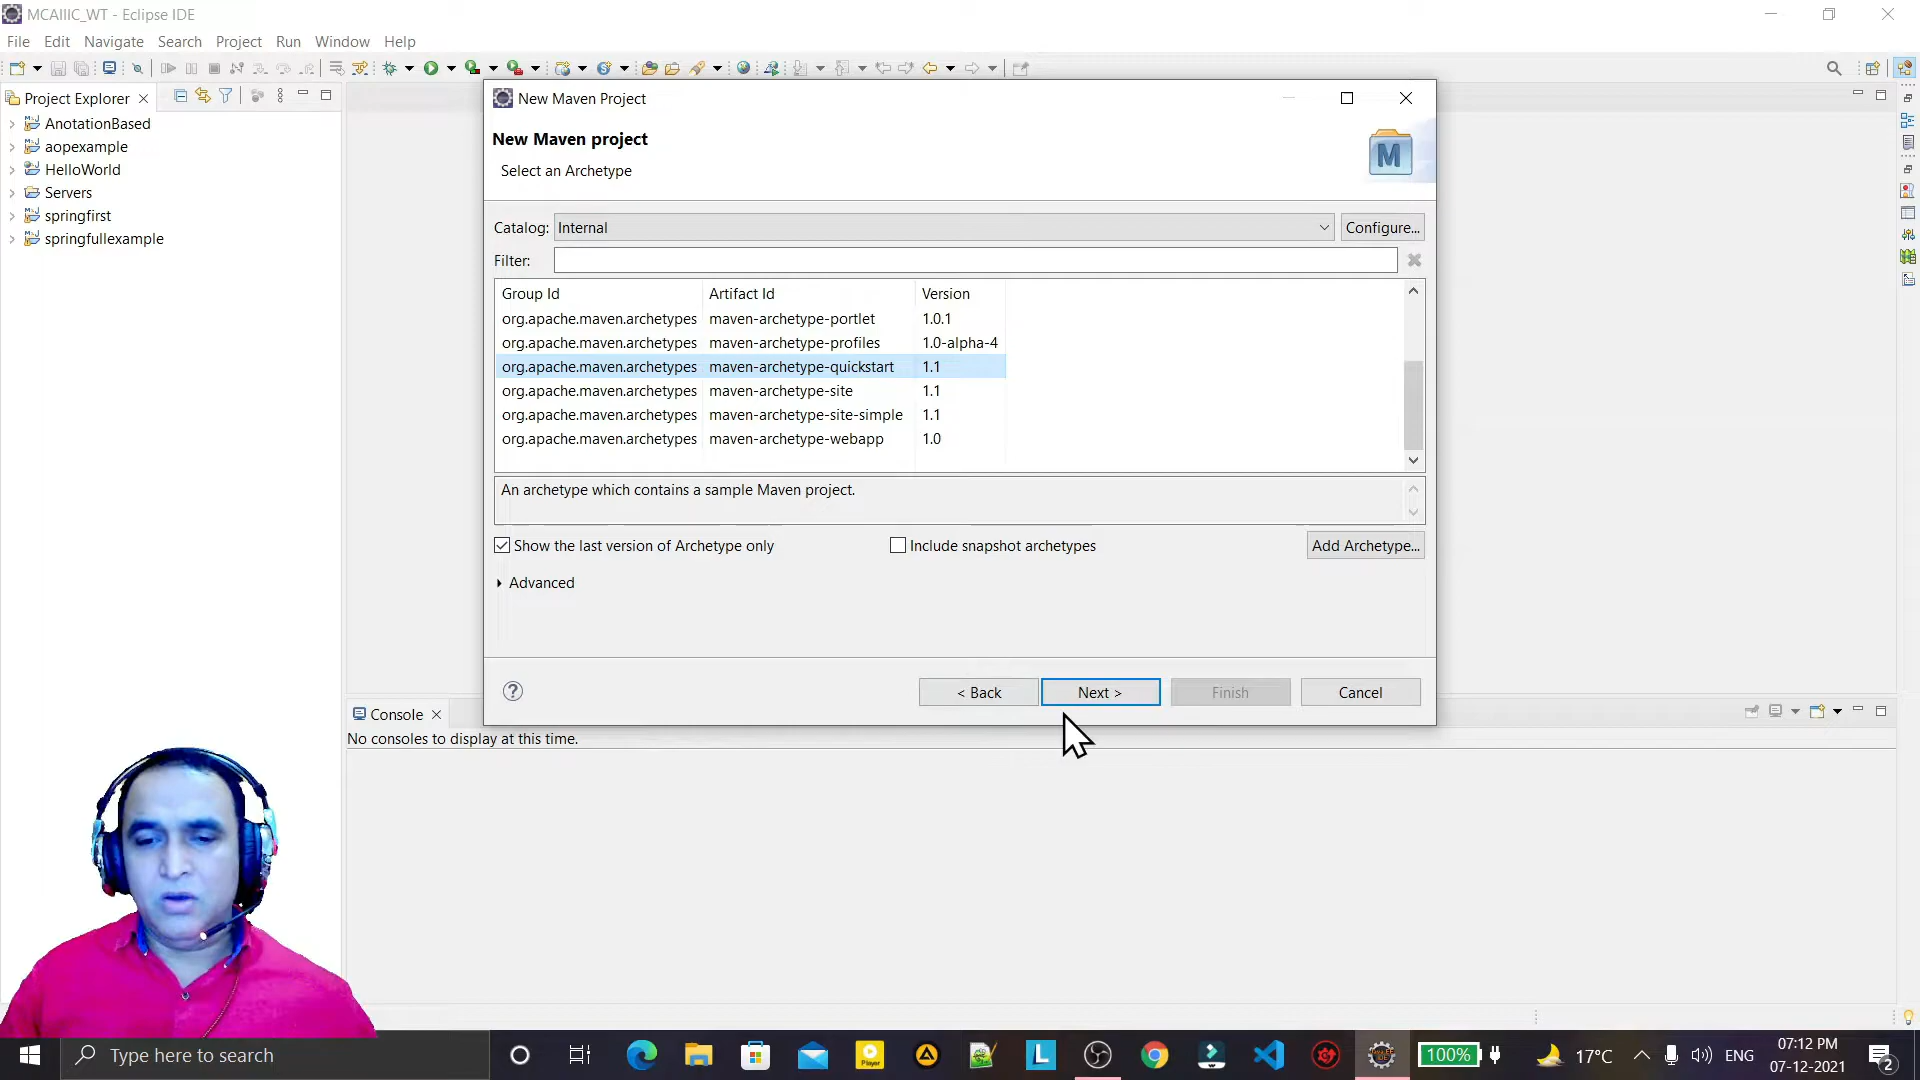 MCAIIIC_WT - Eclipse IDE
File Edit Navigate Search Project Run Window Help
Project Explorer
AnotationBased
aopexample
HelloWorld
Servers
springfirst
springfullexample
New Maven Project
New Maven project
Select an Archetype
M
Catalog: Internal Configure...
Filter:
Group Id Artifact Id Version
org.apache.maven.archetypes maven-archetype-portlet 1.0.1
org.apache.maven.archetypes maven-archetype-profiles 1.0-alpha-4
org.apache.maven.archetypes maven-archetype-quickstart 1.1
org.apache.maven.archetypes maven-archetype-site 1.1
org.apache.maven.archetypes maven-archetype-site-simple 1.1
org.apache.maven.archetypes maven-archetype-webapp 1.0
An archetype which contains a sample Maven project.
Show the last version of Archetype only Include snapshot archetypes Add Archetype...
Advanced
< Back Next > Finish Cancel
Console
No consoles to display at this time.
Type here to search
Player
L
100%
17°C
ENG
07:12 PM
07-12-2021
2